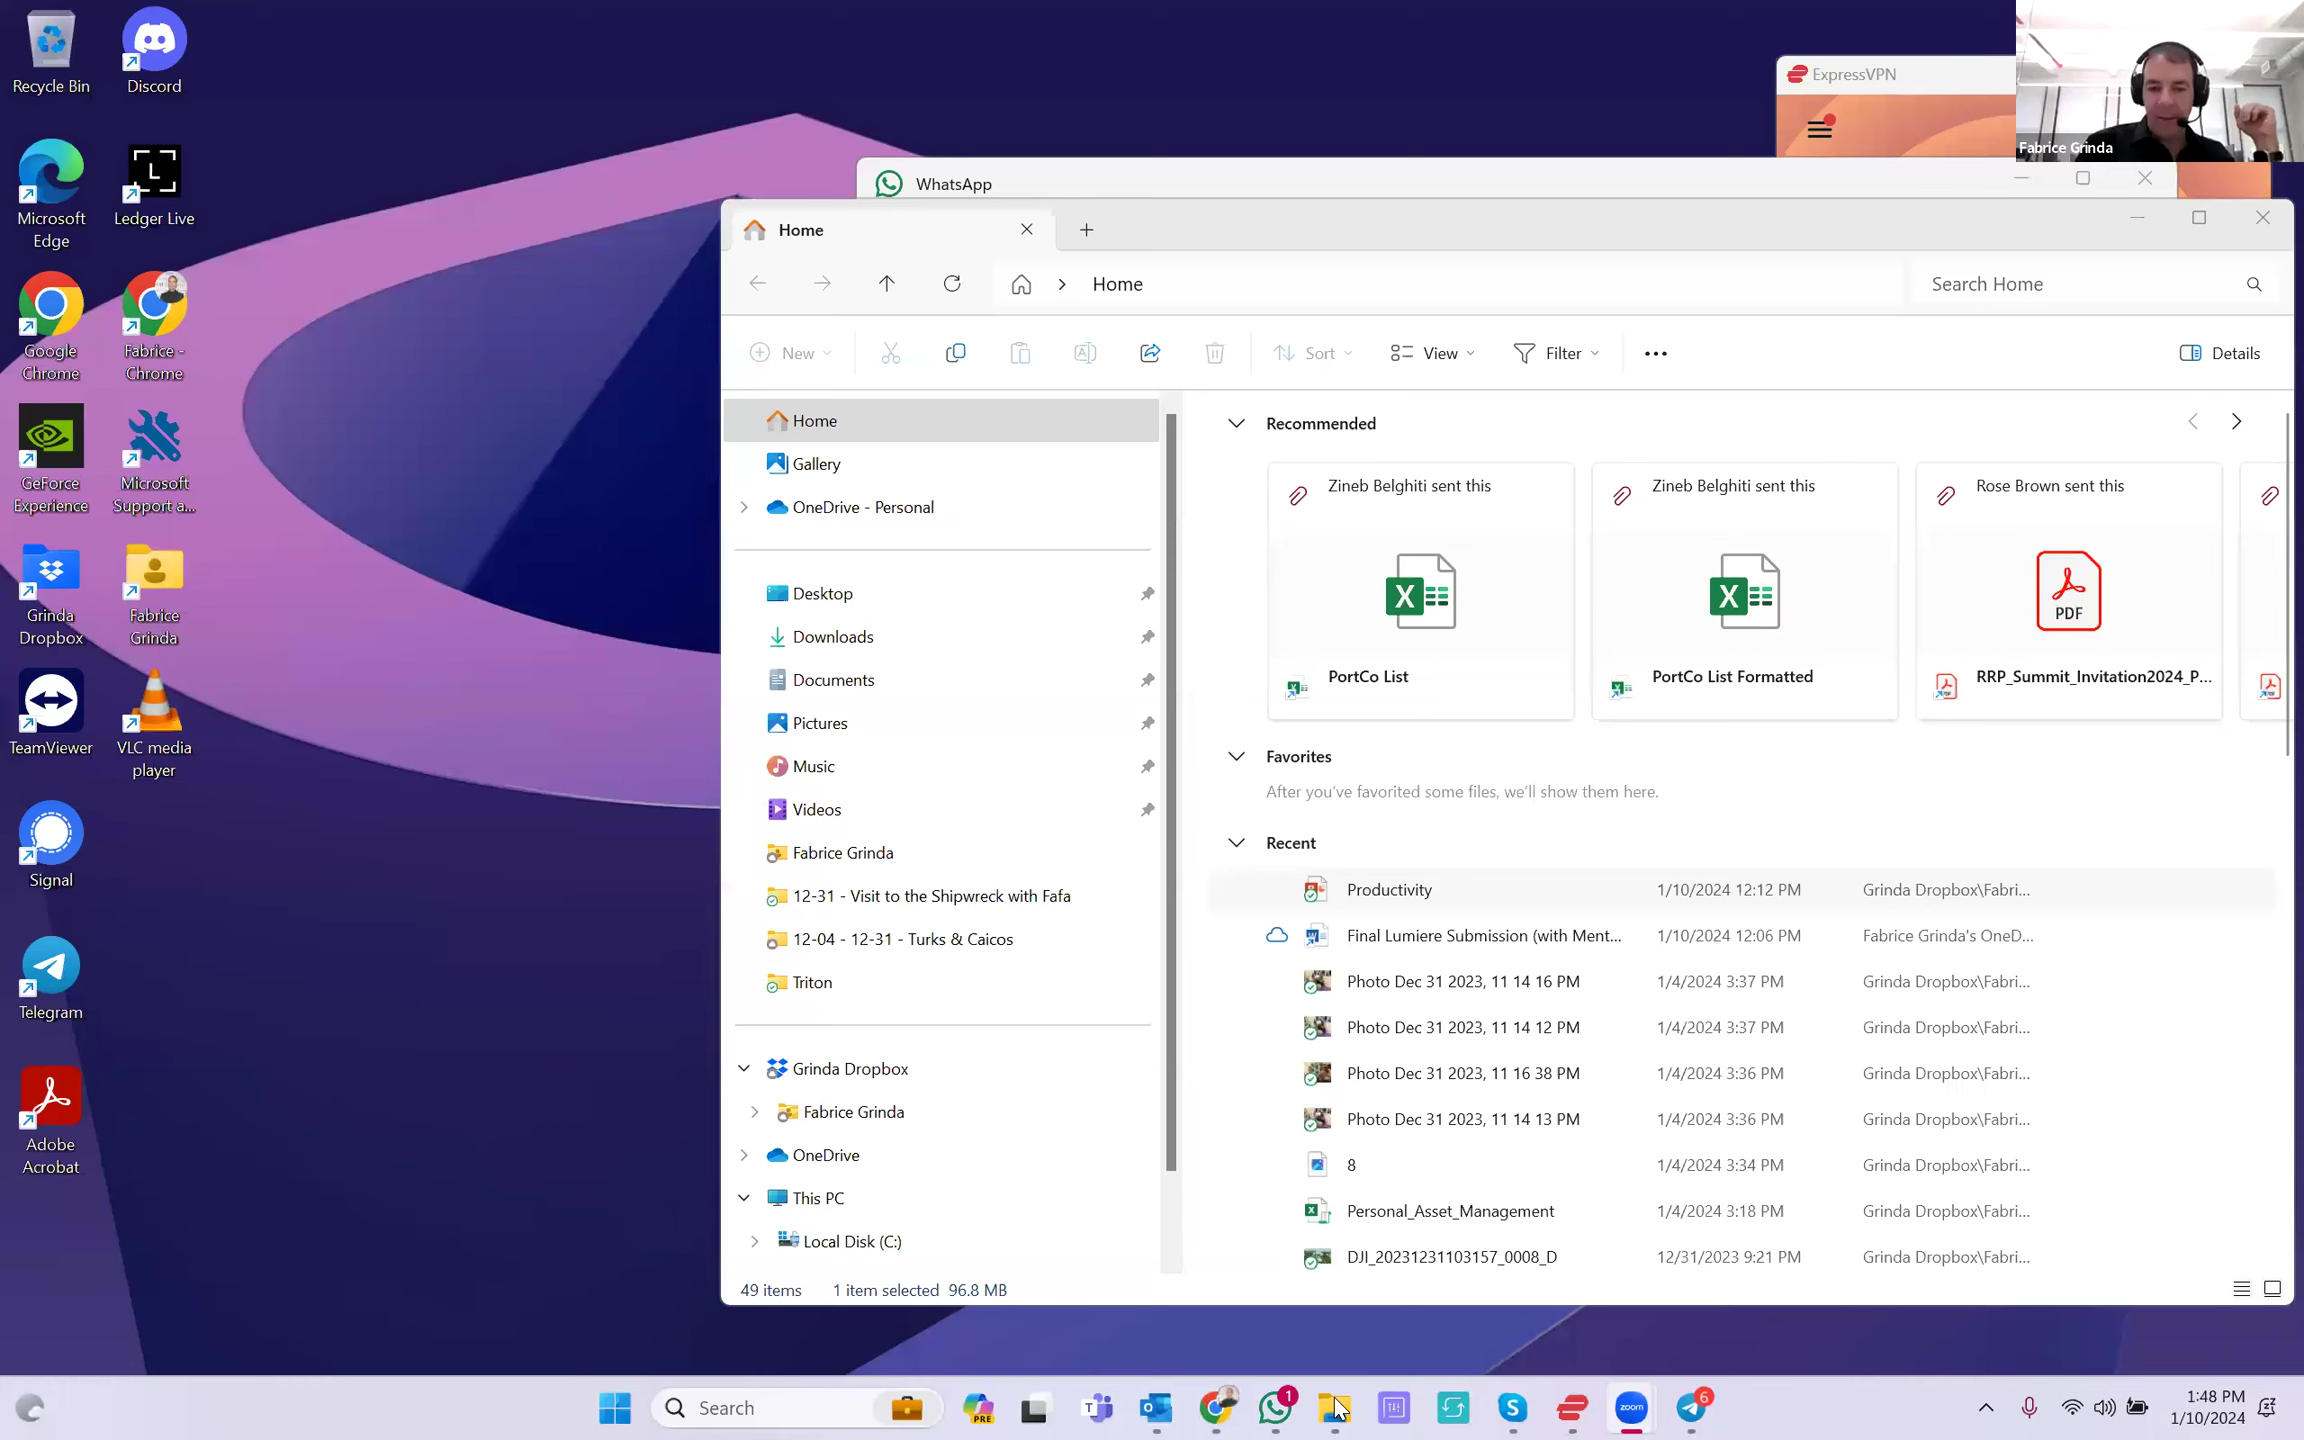 Recycle Bin
Discord
Microsoft
Edge
Ledger Live
Google
Chrome
Fabrice -
Chrome
GeForce
Experience
Microsoft
Support a...
Grinda
Dropbox
Fabrice
Grinda
TeamViewer
VLC media
player
Signal
Telegram
Adobe
Acrobat
ExpressVPN
Fabrice Grinda
WhatsApp
Home
Home
Search Home
New
Sort
View
Filter
Details
Home
Gallery
OneDrive - Personal
Desktop
Downloads
Documents
Pictures
Music
Videos
Fabrice Grinda
12-31 - Visit to the Shipwreck with Fafa
12-04 - 12-31 - Turks & Caicos
Triton
Grinda Dropbox
Fabrice Grinda
OneDrive
This PC
Local Disk (C:)
Recommended
Zineb Belghiti sent this
PortCo List
Zineb Belghiti sent this
PortCo List Formatted
Rose Brown sent this
PDF
RRP_Summit_Invitation2024_P...
Favorites
After you've favorited some files, we'll show them here.
Recent
Productivity 1/10/2024 12:12 PM Grinda Dropbox\Fabri...
Final Lumiere Submission (with Ment... 1/10/2024 12:06 PM Fabrice Grinda's OneD...
Photo Dec 31 2023, 11 14 16 PM 1/4/2024 3:37 PM Grinda Dropbox\Fabri...
Photo Dec 31 2023, 11 14 12 PM 1/4/2024 3:37 PM Grinda Dropbox\Fabri...
Photo Dec 31 2023, 11 16 38 PM 1/4/2024 3:36 PM Grinda Dropbox\Fabri...
Photo Dec 31 2023, 11 14 13 PM 1/4/2024 3:36 PM Grinda Dropbox\Fabri...
8 1/4/2024 3:34 PM Grinda Dropbox\Fabri...
Personal_Asset_Management 1/4/2024 3:18 PM Grinda Dropbox\Fabri...
DJI_20231231103157_0008_D 12/31/2023 9:21 PM Grinda Dropbox\Fabri...
49 items 1 item selected 96.8 MB
Search
PRE
1
zoom
6
1:48 PM
1/10/2024